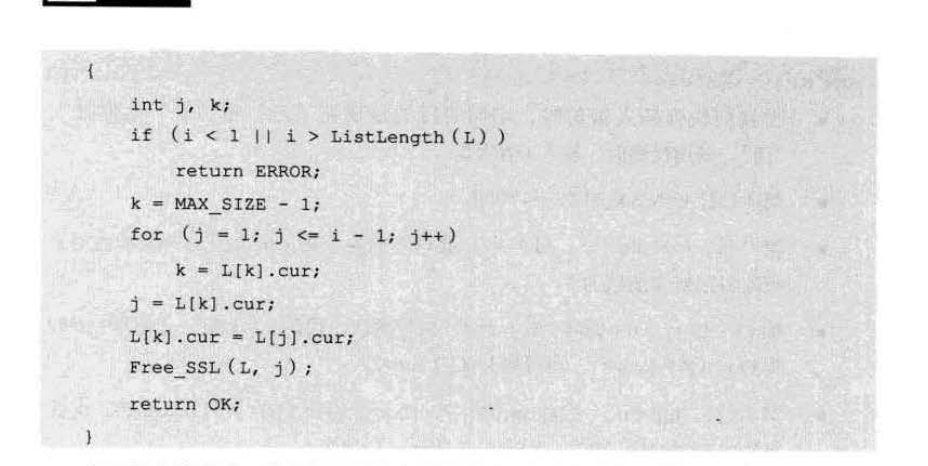 {
int j, k;
if (i < 1 || i > ListLength(L))
return ERROR;
k = MAX_SIZE - 1;
for (j = 1; j <= i - 1; j++)
k = L[k].cur;
j = L[k].cur;
L[k].cur = L[j].cur;
Free_SSL(L, j);
return OK;
}